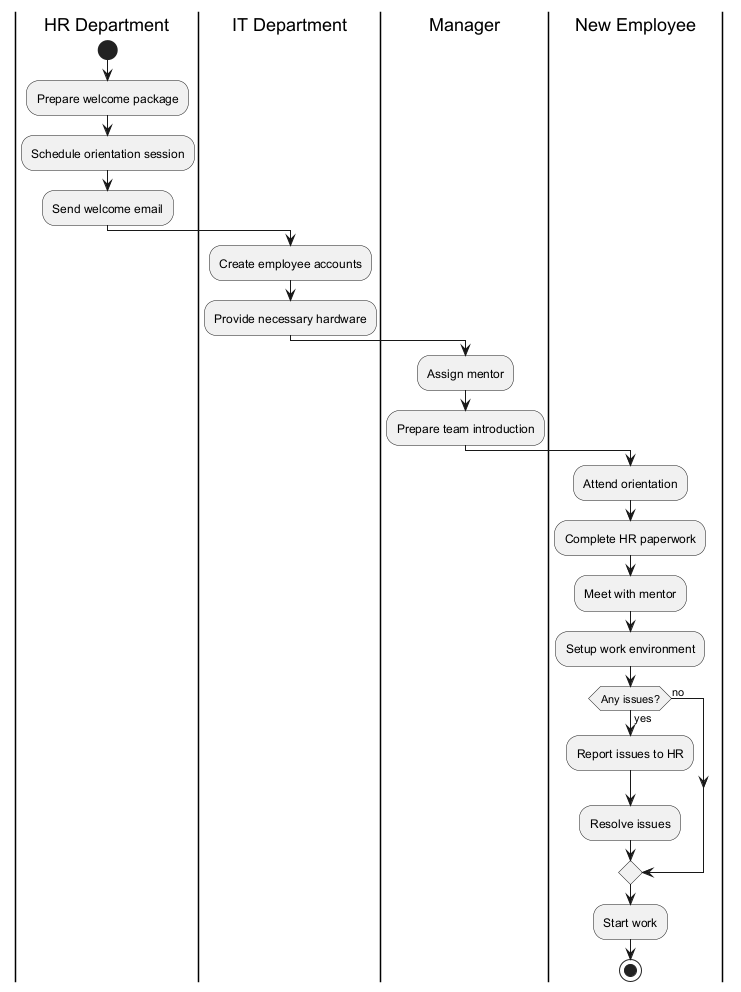 HR Department
IT Department
Manager
New Employee
Prepare welcome package
Schedule orientation session
Send welcome email
Create employee accounts
Provide necessary hardware
Assign mentor
Prepare team introduction
Attend orientation
Complete HR paperwork
Meet with mentor
Setup work environment
Any issues?
no
yes
Report issues to HR
Resolve issues
Start work